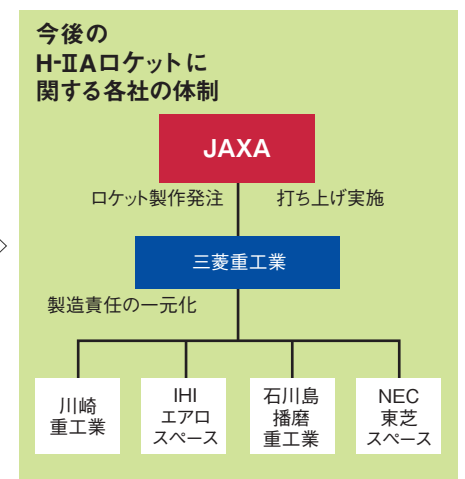 今後の
H-ⅡAロケットに
関する各社の体制
JAXA
ロケット製作発注
打ち上げ実施
三菱重工業
製造責任の一元化
川崎
重工業
IHI
エアロ
スペース
石川島
播磨
重工業
NEC
東芝
スペース